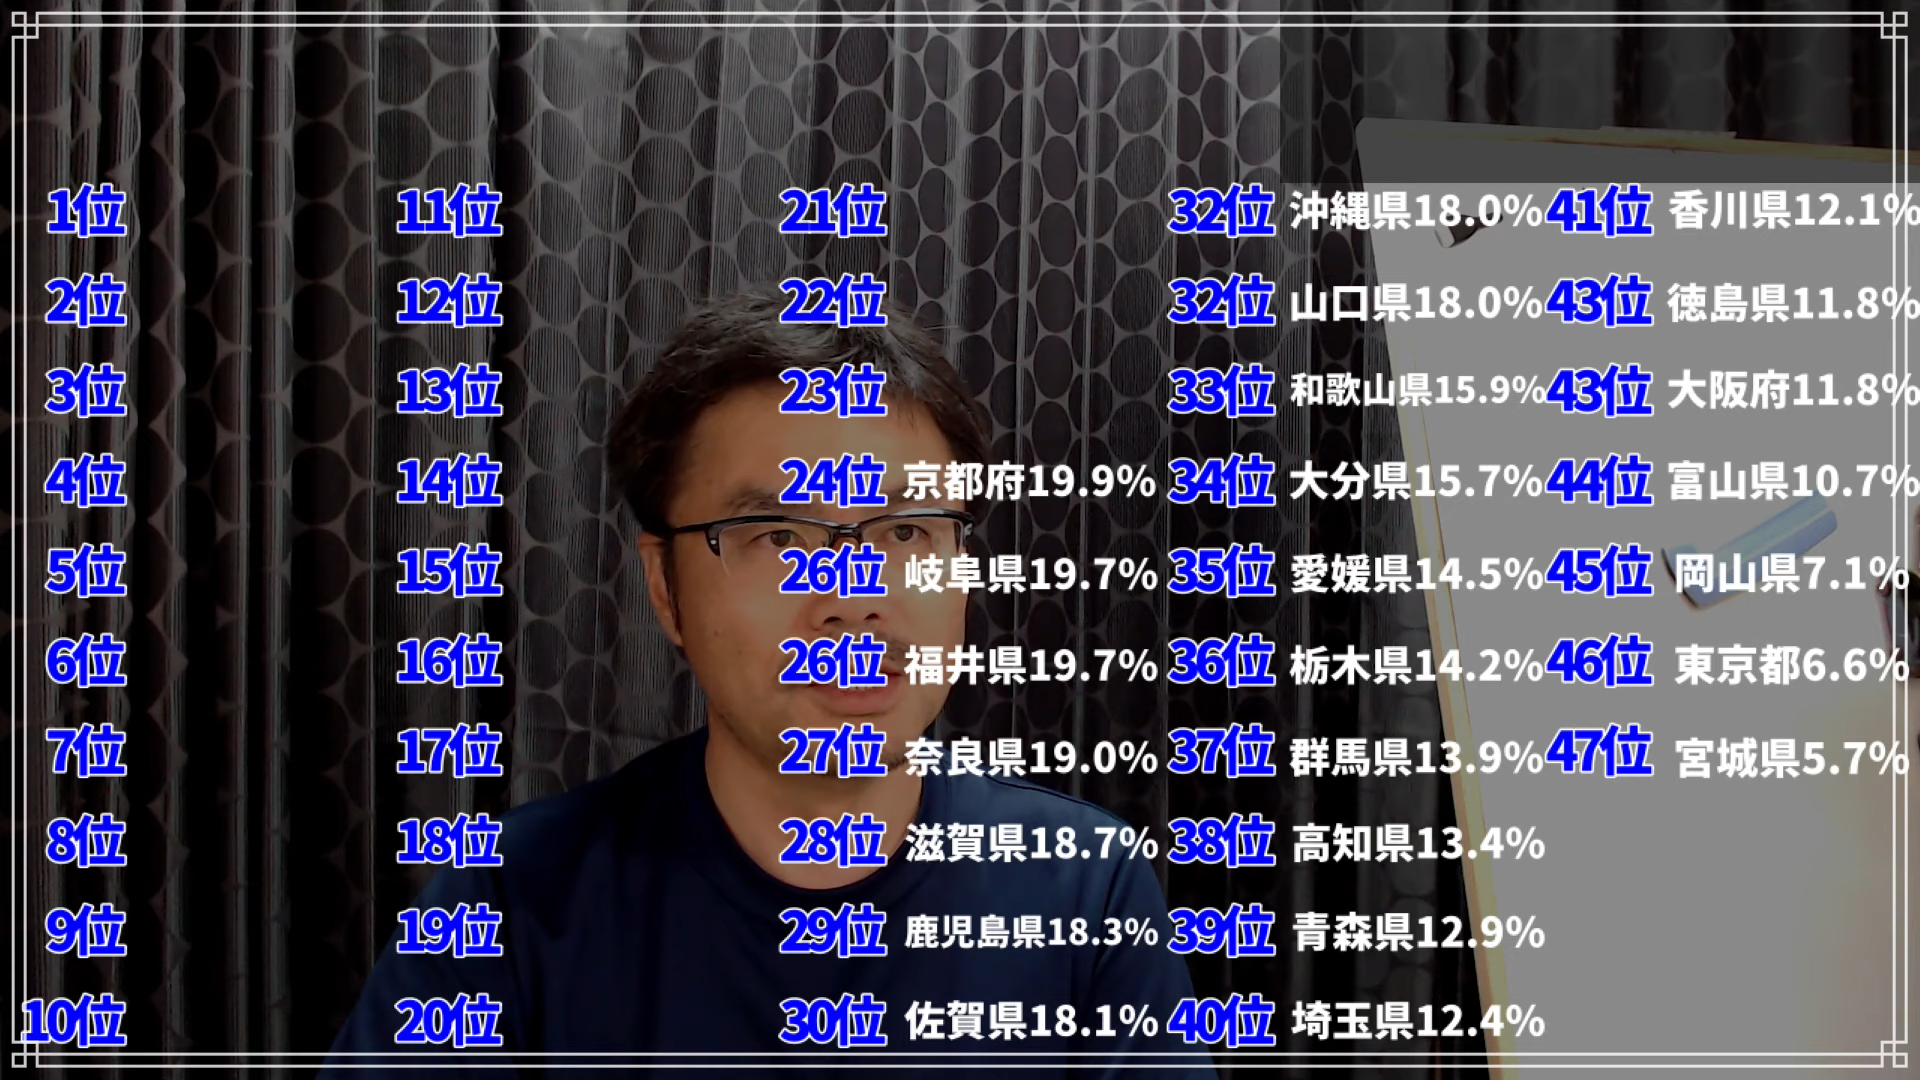 1位
2位
3位
4位
5位
6位
7位
8位
9位
10位
11位
12位
13位
14位
15位
16位
17位
18位
19位
20位
21位
22位
23位
24位 京都府19.9%
26位 岐阜県19.7%
26位 福井県19.7%
27位 奈良県19.0%
28位 滋賀県18.7%
29位 鹿児島県18.3%
30位 佐賀県18.1%
32位 沖縄県18.0%
32位 山口県18.0%
33位 和歌山県15.9%
34位 大分県15.7%
35位 愛媛県14.5%
36位 栃木県14.2%
37位 群馬県13.9%
38位 高知県13.4%
39位 青森県12.9%
40位 埼玉県12.4%
41位 香川県12.1%
43位 徳島県11.8%
43位 大阪府11.8%
44位 富山県10.7%
45位 岡山県7.1%
46位 東京都6.6%
47位 宮城県5.7%